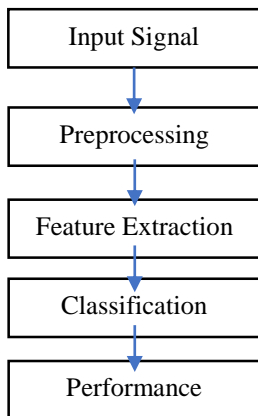 Input Signal
Preprocessing
Feature Extraction
Classification
Performance